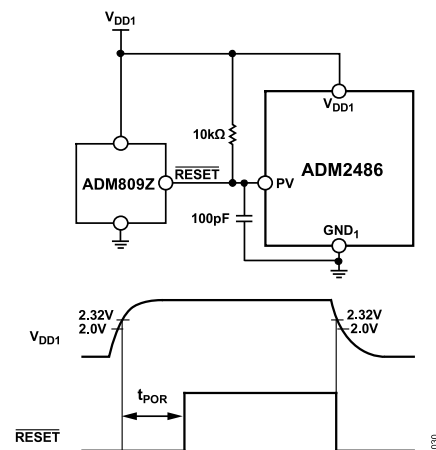 VDD1
10kΩ
VDD1
ADM809Z
RESET
PV
ADM2486
100pF
GND1
2.32V
2.0V
2.32V
2.0V
VDD1
tPOR
RESET
030